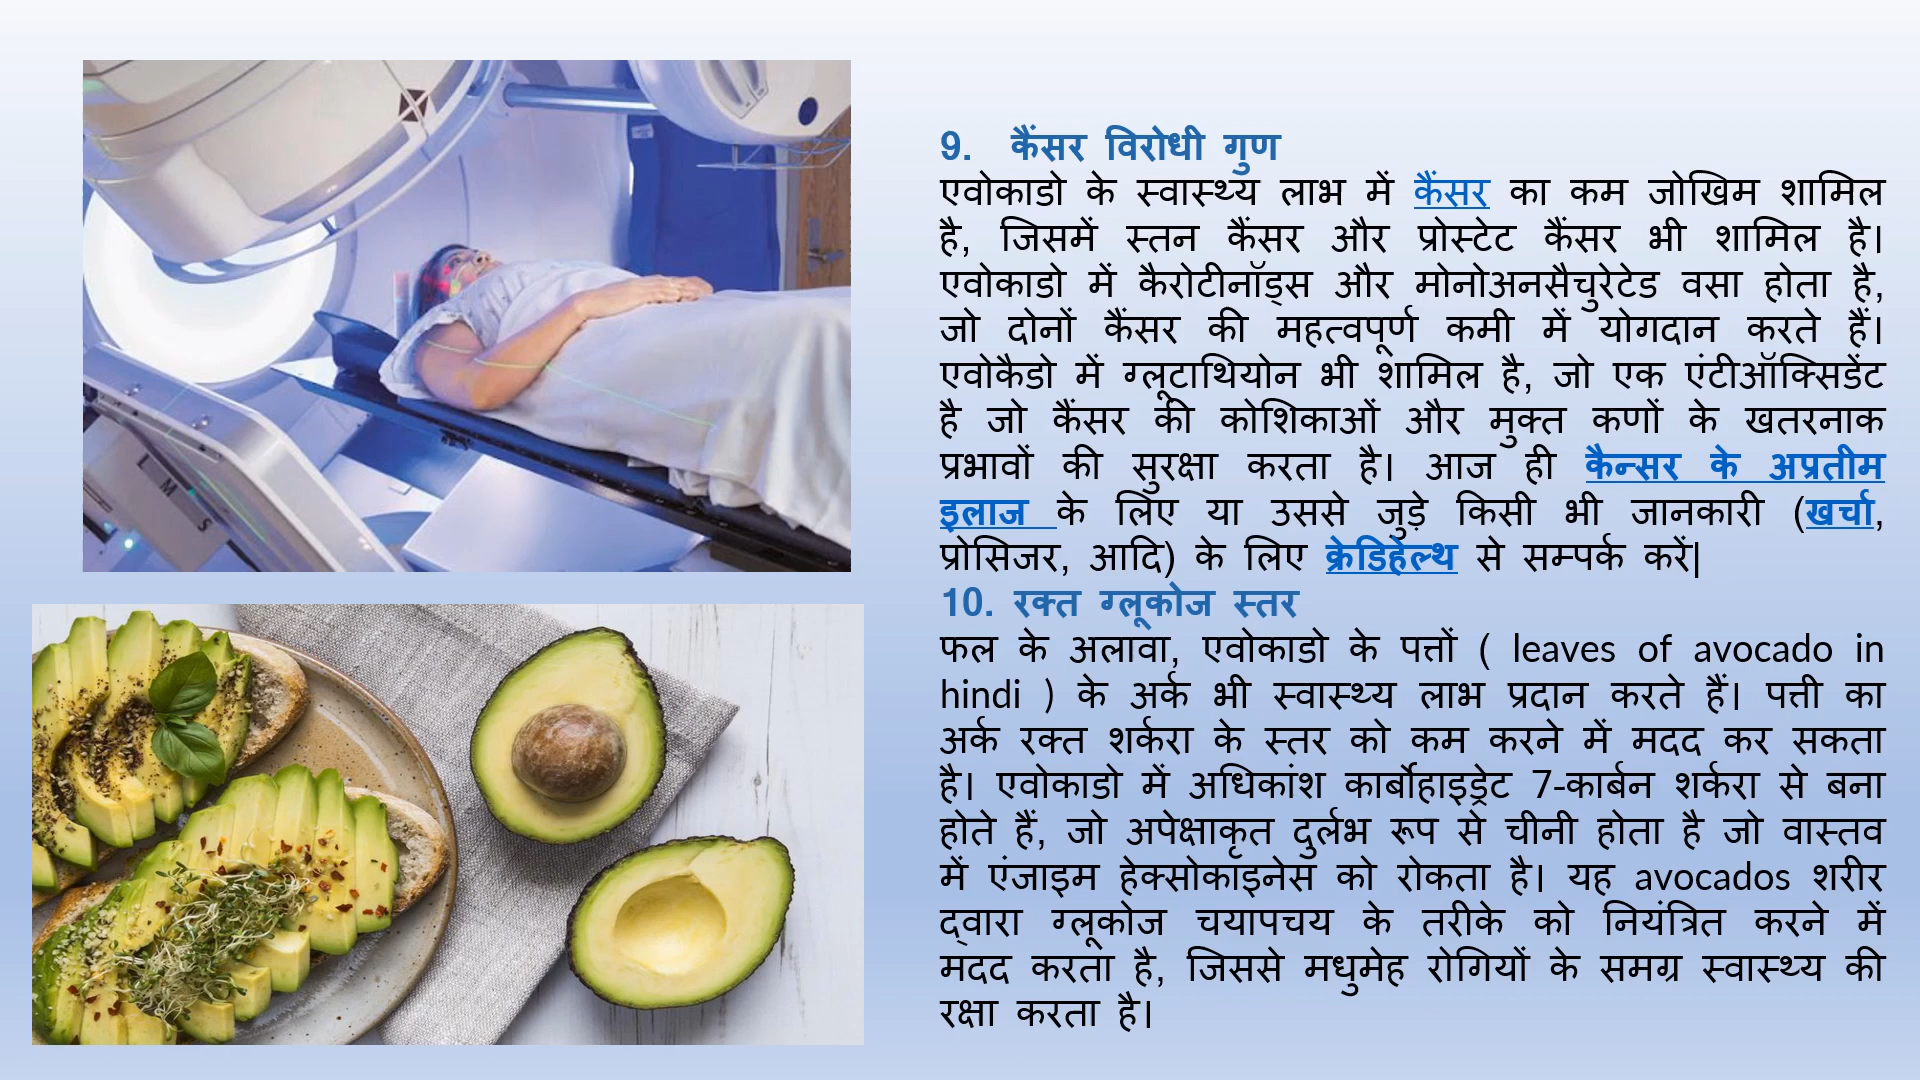 9. कैंसर विरोधी गुण
एवोकाडो के स्वास्थ्य लाभ में कैंसर का कम जोखिम शामिल
है, जिसमें स्तन कैंसर और प्रोस्टेट कैंसर भी शामिल है।
एवोकाडो में कैरोटीनॉड्स और मोनोअनसैचुरेटेड वसा होता है,
जो दोनों कैंसर की महत्वपूर्ण कमी में योगदान करते हैं।
एवोकैडो में ग्लूटाथियोन भी शामिल है, जो एक एंटीऑक्सिडेंट
है जो कैंसर की कोशिकाओं और मुक्त कणों के खतरनाक
प्रभावों की सुरक्षा करता है। आज ही कैन्सर के अप्रतीम
इलाज के लिए या उससे जुड़े किसी भी जानकारी (खर्चा,
प्रोसिजर, आदि) के लिए क्रेडिहेल्थ से सम्पर्क करें|
10. रक्त ग्लूकोज स्तर
फल के अलावा, एवोकाडो के पत्तों ( leaves of avocado in
hindi ) के अर्क भी स्वास्थ्य लाभ प्रदान करते हैं। पत्ती का
अर्क रक्त शर्करा के स्तर को कम करने में मदद कर सकता
है। एवोकाडो में अधिकांश कार्बोहाइड्रेट 7-कार्बन शर्करा से बना
होते हैं, जो अपेक्षाकृत दुर्लभ रूप से चीनी होता है जो वास्तव
में एंजाइम हेक्सोकाइनेस को रोकता है। यह avocados शरीर
द्वारा ग्लूकोज चयापचय के तरीके को नियंत्रित करने में
मदद करता है, जिससे मधुमेह रोगियों के समग्र स्वास्थ्य की
रक्षा करता है।
L
M
S